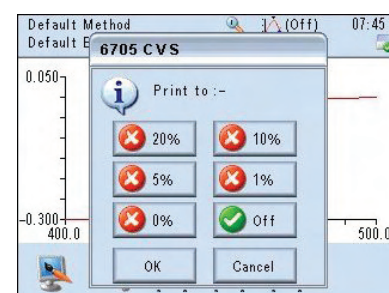 Default Method (Off) 07:45
Default
6705 CVS
0.050
Print to :-
20% 10%
5% 1%
-0.300 0% Off
400.0 500.0
OK Cancel